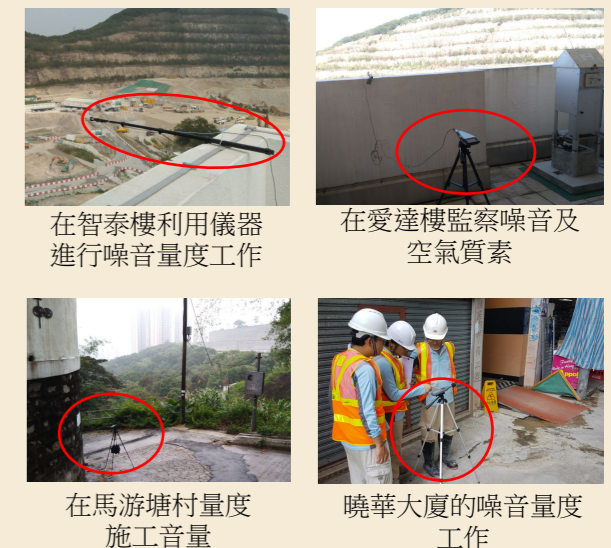 在智泰樓利用儀器
進行噪音量度工作
在愛達樓監察噪音及
空氣質素
在馬游塘村量度
施工音量
曉華大廈的噪音量度
工作